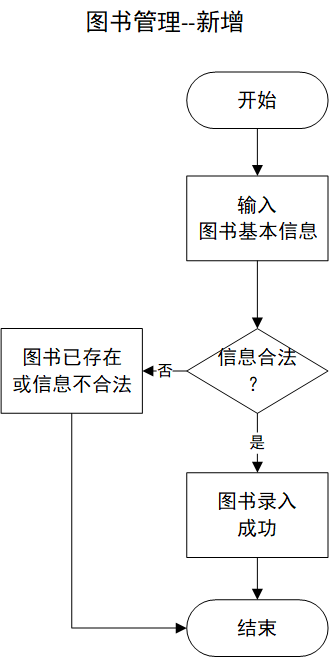 图书管理--新增
开始
输入
图书基本信息
信息合法
？
否
图书已存在
或信息不合法
是
图书录入
成功
结束